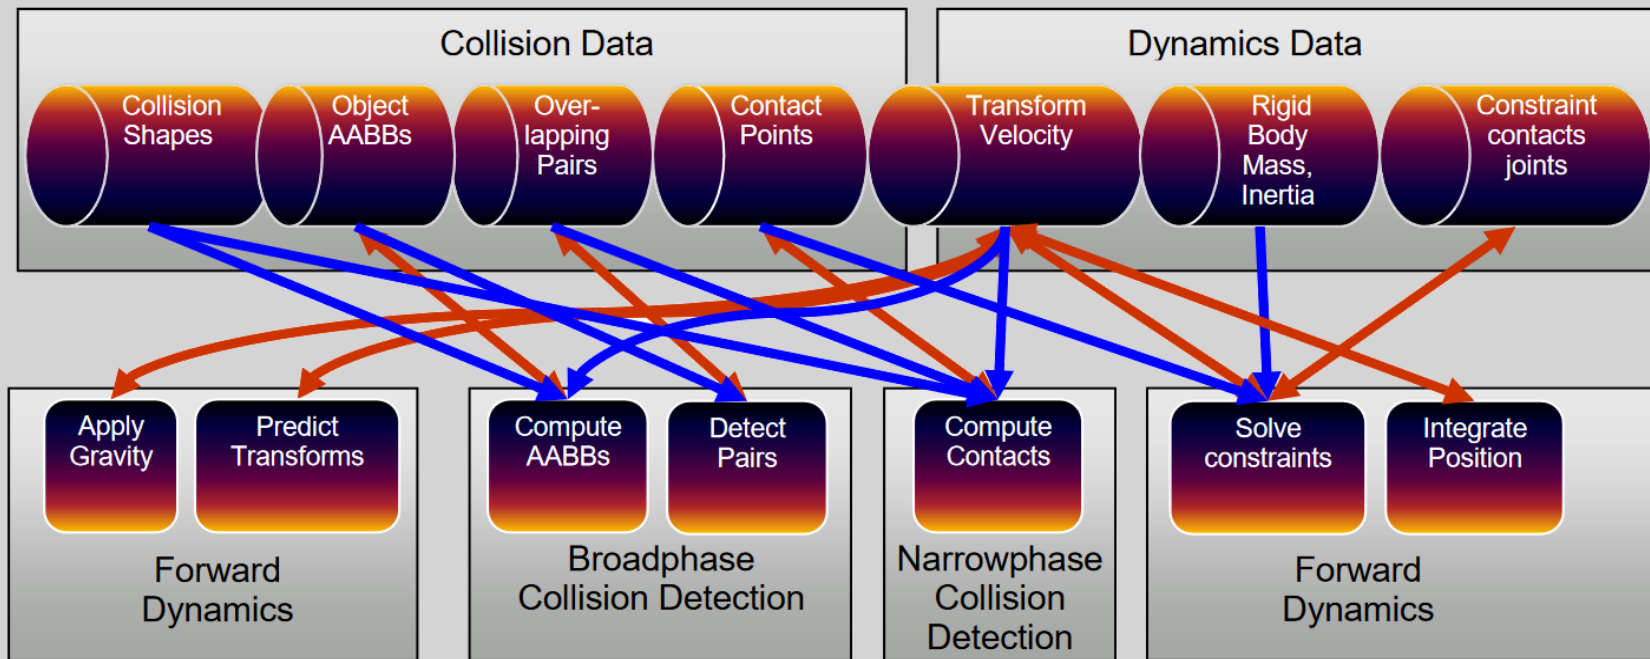 Collision Data
Dynamics Data
Collision
Shapes
Object
AABBs
Over-
lapping
Pairs
Contact
Points
Transform
Velocity
Rigid
Body
Mass,
Inertia
Constraint
contacts
joints
Apply
Gravity
Predict
Transforms
Compute
AABBs
Detect
Pairs
Compute
Contacts
Solve
constraints
Integrate
Position
Forward
Dynamics
Broadphase
Collision Detection
Narrowphase
Collision
Detection
Forward
Dynamics